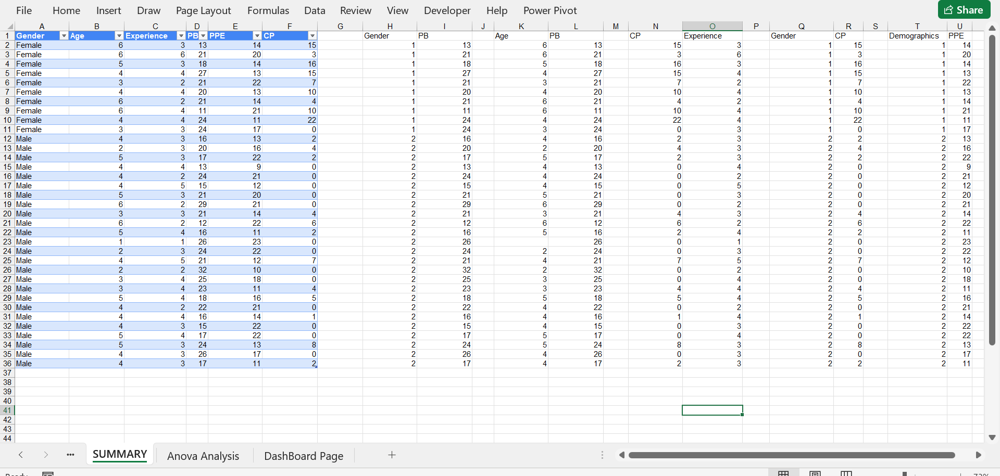 File Home Insert Draw Page Layout Formulas Data Review View Developer Help Power Pivot Share
A B C D E F G H I J K L M N O P Q R S T U
1 Gender Age Experience PB PPE CP Gender PB Age PB CP Experience Gender CP Demographics PPE
2 Female 6 3 13 14 15 1 13 6 13 15 3 1 15 1 14
3 Female 6 6 21 20 3 1 21 6 21 3 6 1 3 1 20
4 Female 5 3 18 14 16 1 18 5 18 16 3 1 16 1 14
5 Female 4 4 27 13 15 1 27 4 27 15 4 1 15 1 13
6 Female 3 2 21 22 7 1 21 3 21 7 2 1 7 1 22
7 Female 4 4 20 13 10 1 20 4 20 10 4 1 10 1 13
8 Female 6 2 21 14 4 1 21 6 21 4 2 1 4 1 14
9 Female 6 4 11 21 10 1 11 6 11 10 4 1 10 1 21
10 Female 4 4 24 11 22 1 24 4 24 22 4 1 22 1 11
11 Female 3 3 24 17 0 1 24 3 24 0 3 1 0 1 17
12 Male 4 3 16 13 2 2 16 4 16 2 3 2 2 2 13
13 Male 2 3 20 16 4 2 20 2 20 4 3 2 4 2 16
14 Male 5 3 17 22 2 2 17 5 17 2 3 2 2 2 22
15 Male 4 4 13 9 0 2 13 4 13 0 4 2 0 2 9
16 Male 4 2 24 21 0 2 24 4 24 0 2 2 0 2 21
17 Male 4 5 15 12 0 2 15 4 15 0 5 2 0 2 12
18 Male 5 3 21 20 0 2 21 5 21 0 3 2 0 2 20
19 Male 6 2 29 21 0 2 29 6 29 0 2 2 0 2 21
20 Male 3 3 21 14 4 2 21 3 21 4 3 2 4 2 14
21 Male 6 2 12 22 6 2 12 6 12 6 2 2 6 2 22
22 Male 5 4 16 11 2 2 16 5 16 2 4 2 2 2 11
23 Male 1 1 26 23 0 2 26 26 0 1 2 0 2 23
24 Male 2 3 24 22 0 2 24 2 24 0 3 2 0 2 22
25 Male 4 5 21 12 7 2 21 4 21 7 5 2 7 2 12
26 Male 2 2 32 10 0 2 32 2 32 0 2 2 0 2 10
27 Male 3 4 25 18 0 2 25 3 25 0 4 2 0 2 18
28 Male 3 4 23 11 4 2 23 3 23 4 4 2 4 2 11
29 Male 5 4 18 16 5 2 18 5 18 5 4 2 5 2 16
30 Male 4 2 22 21 0 2 22 4 22 0 2 2 0 2 21
31 Male 4 4 16 14 1 2 16 4 16 1 4 2 1 2 14
32 Male 4 3 15 22 0 2 15 4 15 0 3 2 0 2 22
33 Male 5 4 17 22 0 2 17 5 17 0 4 2 0 2 22
34 Male 5 3 24 13 8 2 24 5 24 8 3 2 8 2 13
35 Male 4 3 26 17 0 2 26 4 26 0 3 2 0 2 17
36 Male 4 3 17 11 2 2 17 4 17 2 3 2 2 2 11
37
38
39
40
41
42
43
44
SUMMARY Anova Analysis DashBoard Page